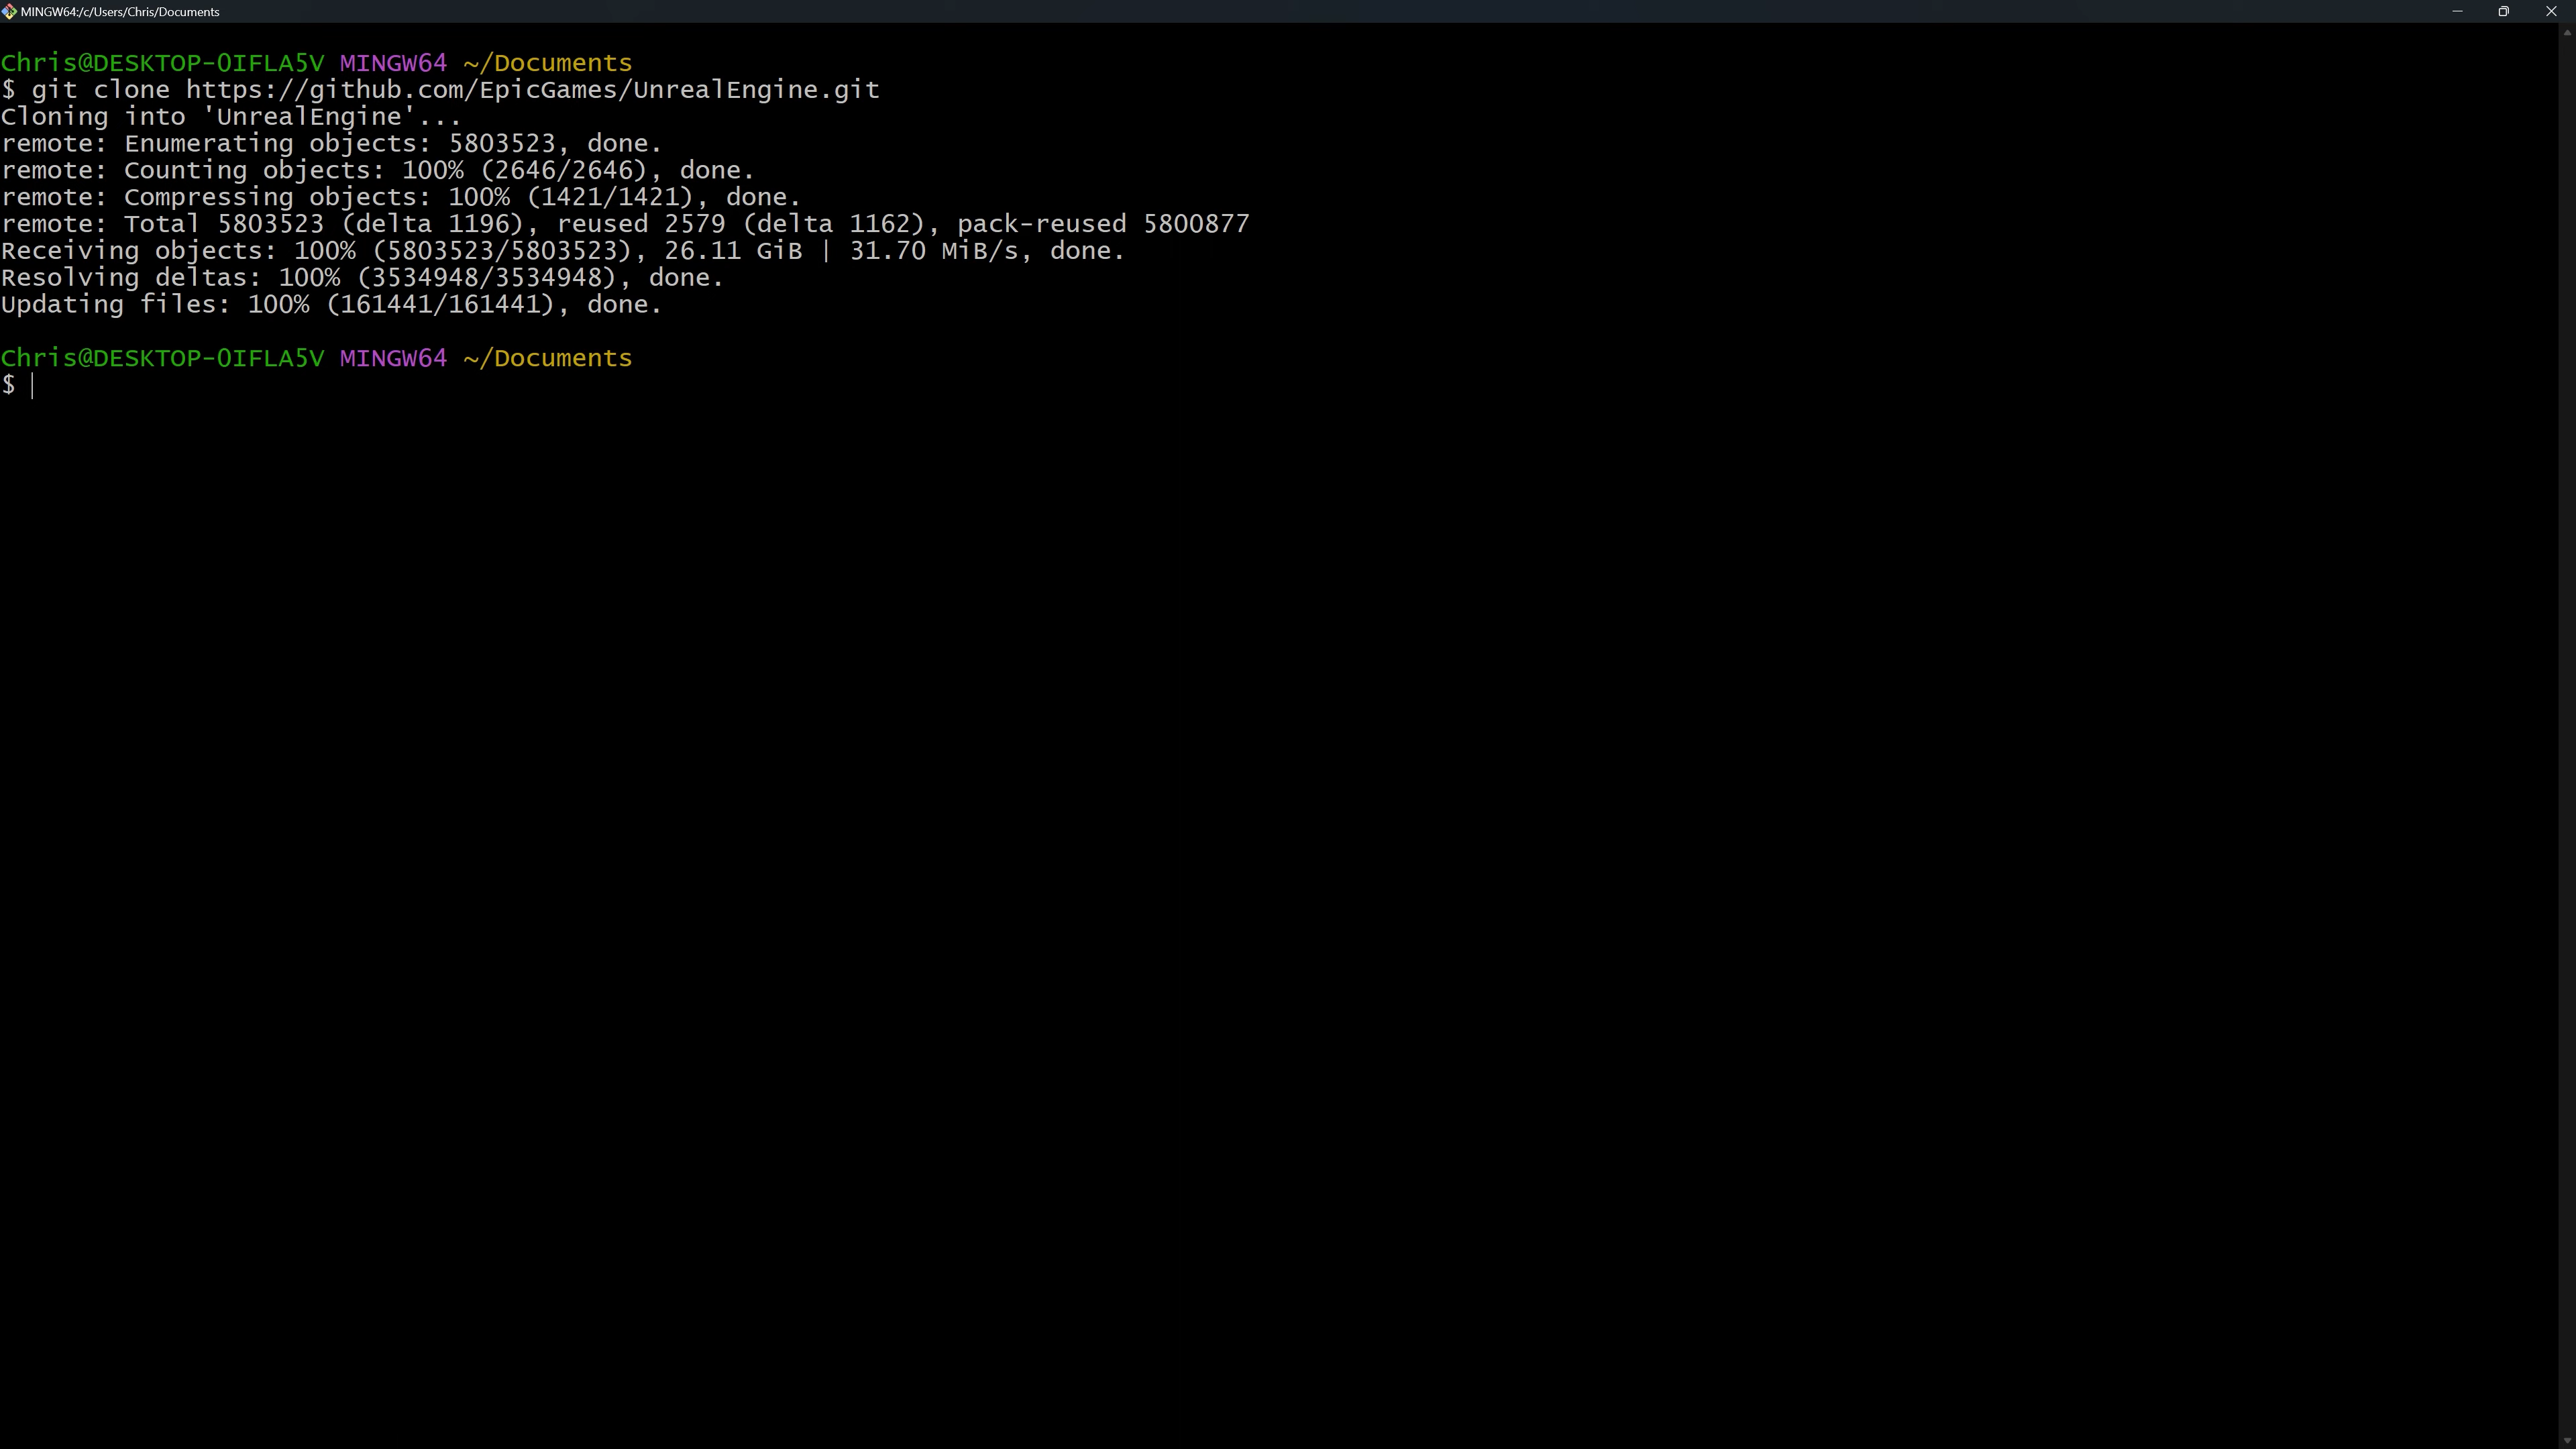 MINGW64:/c/Users/Chris/Documents
Chris@DESKTOP-0IFLA5V MINGW64 ~/Documents
$ git clone https://github.com/EpicGames/UnrealEngine.git
Cloning into 'UnrealEngine'...
remote: Enumerating objects: 5803523, done.
remote: Counting objects: 100% (2646/2646), done.
remote: Compressing objects: 100% (1421/1421), done.
remote: Total 5803523 (delta 1196), reused 2579 (delta 1162), pack-reused 5800877
Receiving objects: 100% (5803523/5803523), 26.11 GiB | 31.70 MiB/s, done.
Resolving deltas: 100% (3534948/3534948), done.
Updating files: 100% (161441/161441), done.
Chris@DESKTOP-0IFLA5V MINGW64 ~/Documents
$